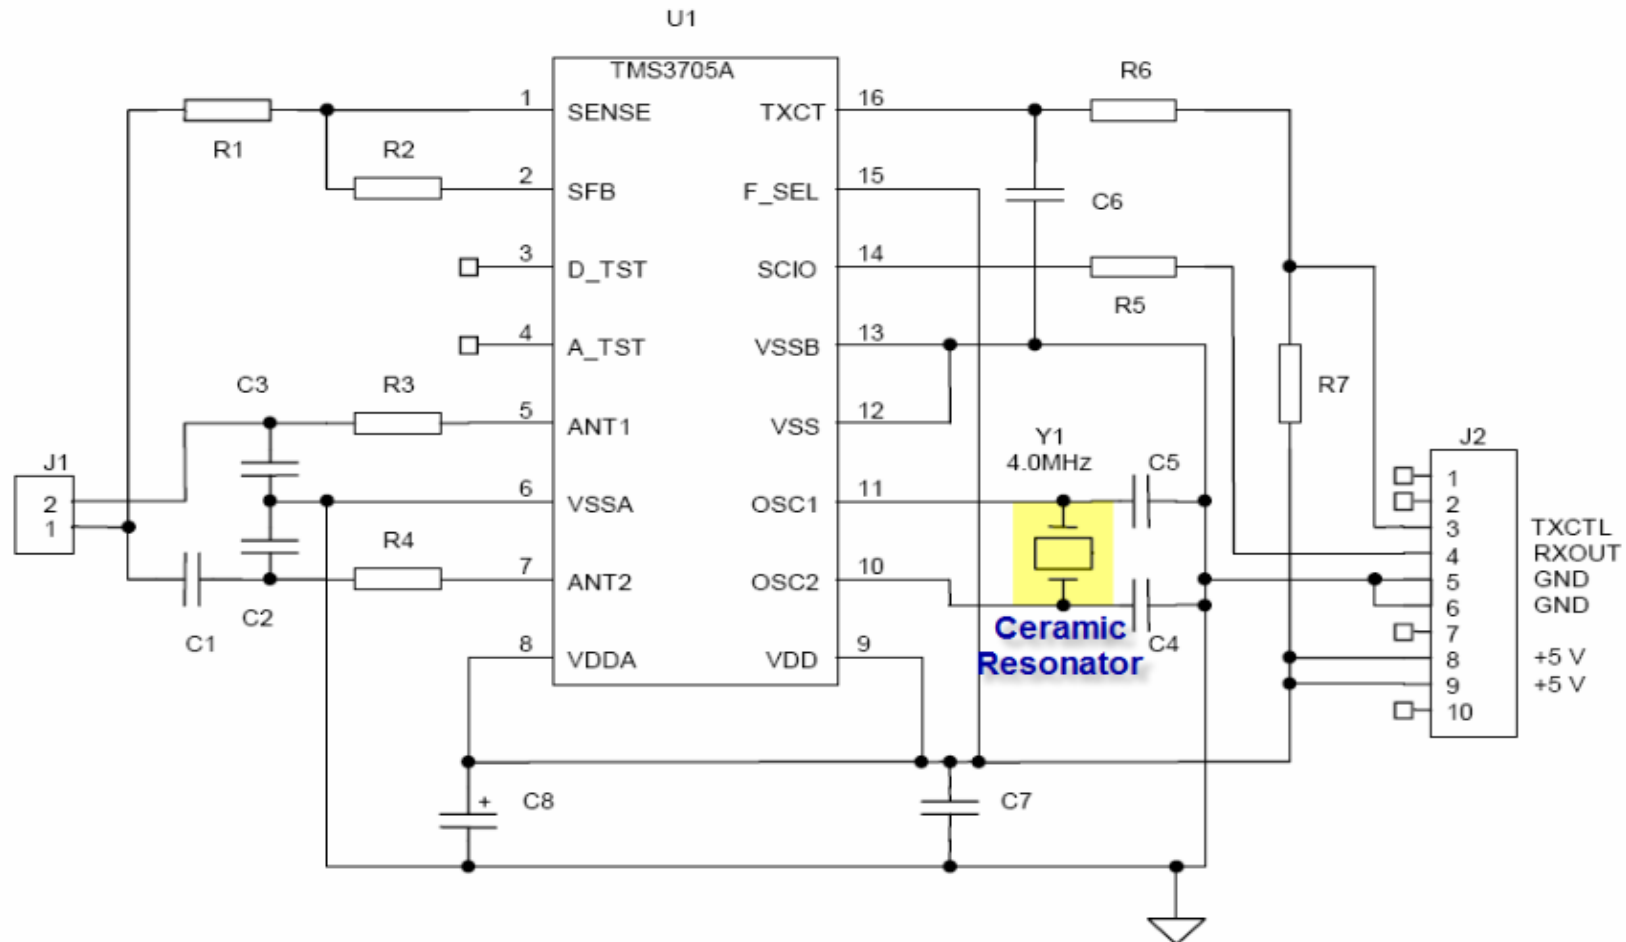 U1
TMS3705A
R6
1
SENSE
TXCT
16
R1
R2
2
SFB
F_SEL
15
C6
3
D_TST
SCIO
14
R5
4
A_TST
VSSB
13
C3
R3
R7
5
ANT1
VSS
12
Y1
4.0MHz
C5
J1
2
1
6
VSSA
OSC1
11
R4
7
ANT2
OSC2
10
C2
C1
Ceramic
Resonator
C4
8
VDDA
VDD
9
J2
1
2
3 TXCTL
4 RXOUT
5 GND
6 GND
7
8 +5 V
9 +5 V
10
+ C8
C7